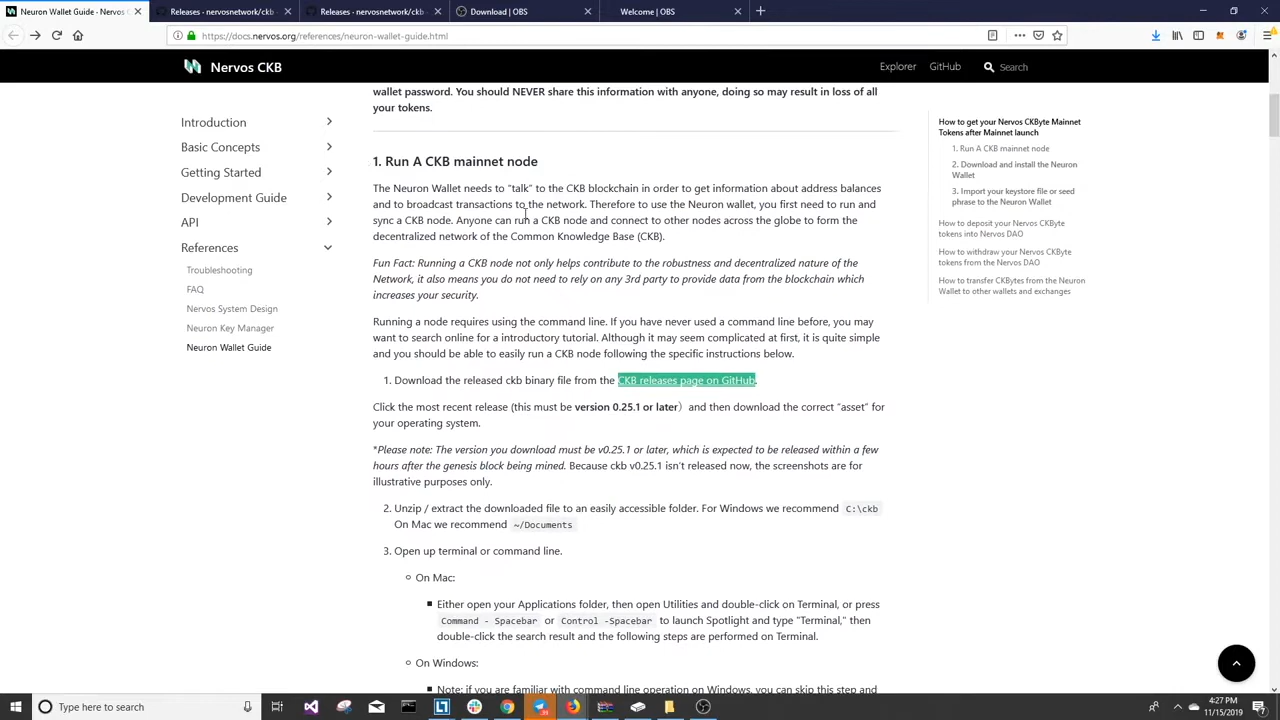 Neuron Wallet Guide - Nervos C
Releases - nervosnetwork/ckb
Releases - nervosnetwork/ckb
Download | OBS
Welcome | OBS
https://docs.nervos.org/references/neuron-wallet-guide.html
Nervos CKB
Explorer
GitHub
Search
Introduction
Basic Concepts
Getting Started
Development Guide
API
References
Troubleshooting
FAQ
Nervos System Design
Neuron Key Manager
Neuron Wallet Guide
wallet password. You should NEVER share this information with anyone, doing so may result in loss of all
your tokens.
1. Run A CKB mainnet node
The Neuron Wallet needs to "talk" to the CKB blockchain in order to get information about address balances
and to broadcast transactions to the network. Therefore to use the Neuron wallet, you first need to run and
sync a CKB node. Anyone can run a CKB node and connect to other nodes across the globe to form the
decentralized network of the Common Knowledge Base (CKB).
Fun Fact: Running a CKB node not only helps contribute to the robustness and decentralized nature of the
Network, it also means you do not need to rely on any 3rd party to provide data from the blockchain which
increases your security.
Running a node requires using the command line. If you have never used a command line before, you may
want to search online for a introductory tutorial. Although it may seem complicated at first, it is quite simple
and you should be able to easily run a CKB node following the specific instructions below.
1. Download the released ckb binary file from the CKB releases page on GitHub.
Click the most recent release (this must be version 0.25.1 or later）and then download the correct "asset" for
your operating system.
*Please note: The version you download must be v0.25.1 or later, which is expected to be released within a few
hours after the genesis block being mined. Because ckb v0.25.1 isn't released now, the screenshots are for
illustrative purposes only.
2. Unzip / extract the downloaded file to an easily accessible folder. For Windows we recommend C:\ckb
On Mac we recommend ~/Documents
3. Open up terminal or command line.
On Mac:
Either open your Applications folder, then open Utilities and double-click on Terminal, or press
Command - Spacebar or Control -Spacebar to launch Spotlight and type "Terminal," then
double-click the search result and the following steps are performed on Terminal.
On Windows:
Note: if you are familiar with command line operation on Windows, you can skip this step and
How to get your Nervos CKByte Mainnet
Tokens after Mainnet launch
1. Run A CKB mainnet node
2. Download and install the Neuron
Wallet
3. Import your keystore file or seed
phrase to the Neuron Wallet
How to deposit your Nervos CKByte
tokens into Nervos DAO
How to withdraw your Nervos CKByte
tokens from the Nervos DAO
How to transfer CKBytes from the Neuron
Wallet to other wallets and exchanges
Type here to search
4:27 PM
11/15/2019